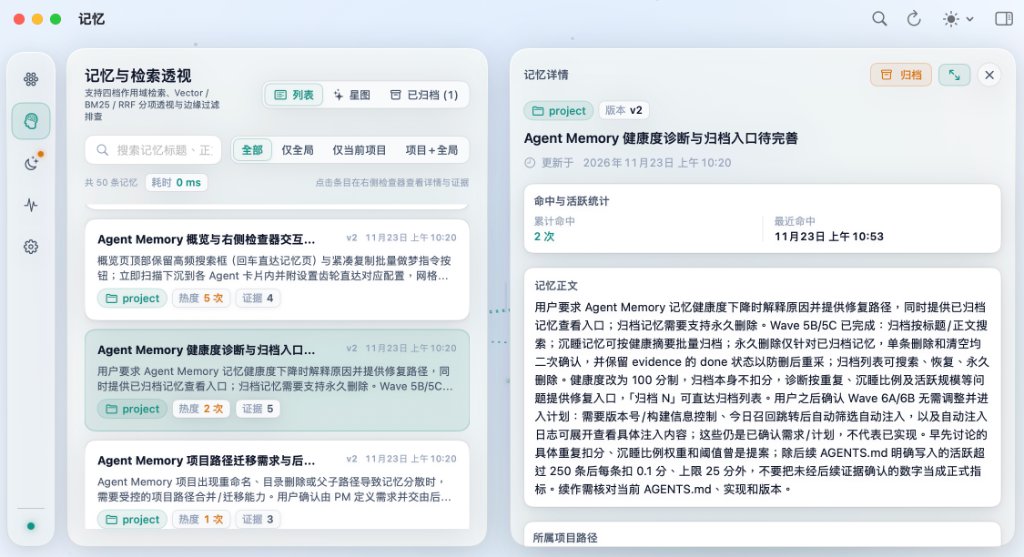 记忆
记忆与检索透视
支持四档作用域检索、Vector /
BM25 / RRF 分项透视与边缘过滤
排查
列表
星图
已归档 (1)
搜索记忆标题、正
全部
仅全局
仅当前项目
项目+全局
共 50 条记忆
耗时 0 ms
点击条目在右侧检查器查看详情与证据
Agent Memory 概览与右侧检查器交互...
v2 11月23日 上午 10:20
概览页顶部保留高频搜索框（回车直达记忆页）与紧凑复制批量做梦指令按
钮；立即扫描下沉到各 Agent 卡片内并附设齿轮直达对应配置，网格...
project
热度 5 次
证据 4
Agent Memory 健康度诊断与归档入口...
v2 11月23日 上午 10:20
用户要求 Agent Memory 记忆健康度下降时解释原因并提供修复路径，同
时提供已归档记忆查看入口；归档记忆需要支持永久删除。Wave 5B/5C...
project
热度 2 次
证据 5
Agent Memory 项目路径迁移需求与后...
v2 11月23日 上午 10:20
Agent Memory 项目出现重命名、目录删除或父子路径导致记忆分散时，
需要受控的项目路径合并/迁移能力。用户确认由 PM 定义需求并交由后...
project
热度 1 次
证据 3
记忆详情
归档
project
版本 v2
Agent Memory 健康度诊断与归档入口待完善
更新于 2026年11月23日 上午 10:20
命中与活跃统计
累计命中
2 次
最近命中
11月23日 上午 10:53
记忆正文
用户要求 Agent Memory 记忆健康度下降时解释原因并提供修复路径，同时提供已归档
记忆查看入口；归档记忆需要支持永久删除。Wave 5B/5C 已完成：归档按标题/正文搜
索；沉睡记忆可按健康摘要批量归档；永久删除仅针对已归档记忆，单条删除和清空均
二次确认，并保留 evidence 的 done 状态以防删后重采；归档列表可搜索、恢复、永久
删除。健康度改为 100 分制，归档本身不扣分，诊断按重复、沉睡比例及活跃规模等问
题提供修复入口，「归档 N」可直达归档列表。用户之后确认 Wave 6A/6B 无需调整并进
入计划：需要版本号/构建信息控制、今日召回跳转后自动筛选自动注入，以及自动注入
日志可展开查看具体注入内容；这些仍是已确认需求/计划，不代表已实现。早先讨论的
具体重复扣分、沉睡比例权重和阈值曾是提案；除后续 AGENTS.md 明确写入的活跃超
过 250 条后每条扣 0.1 分、上限 25 分外，不要把未经后续证据确认的数字当成正式指
标。续作需核对当前 AGENTS.md、实现和版本。
所属项目路径